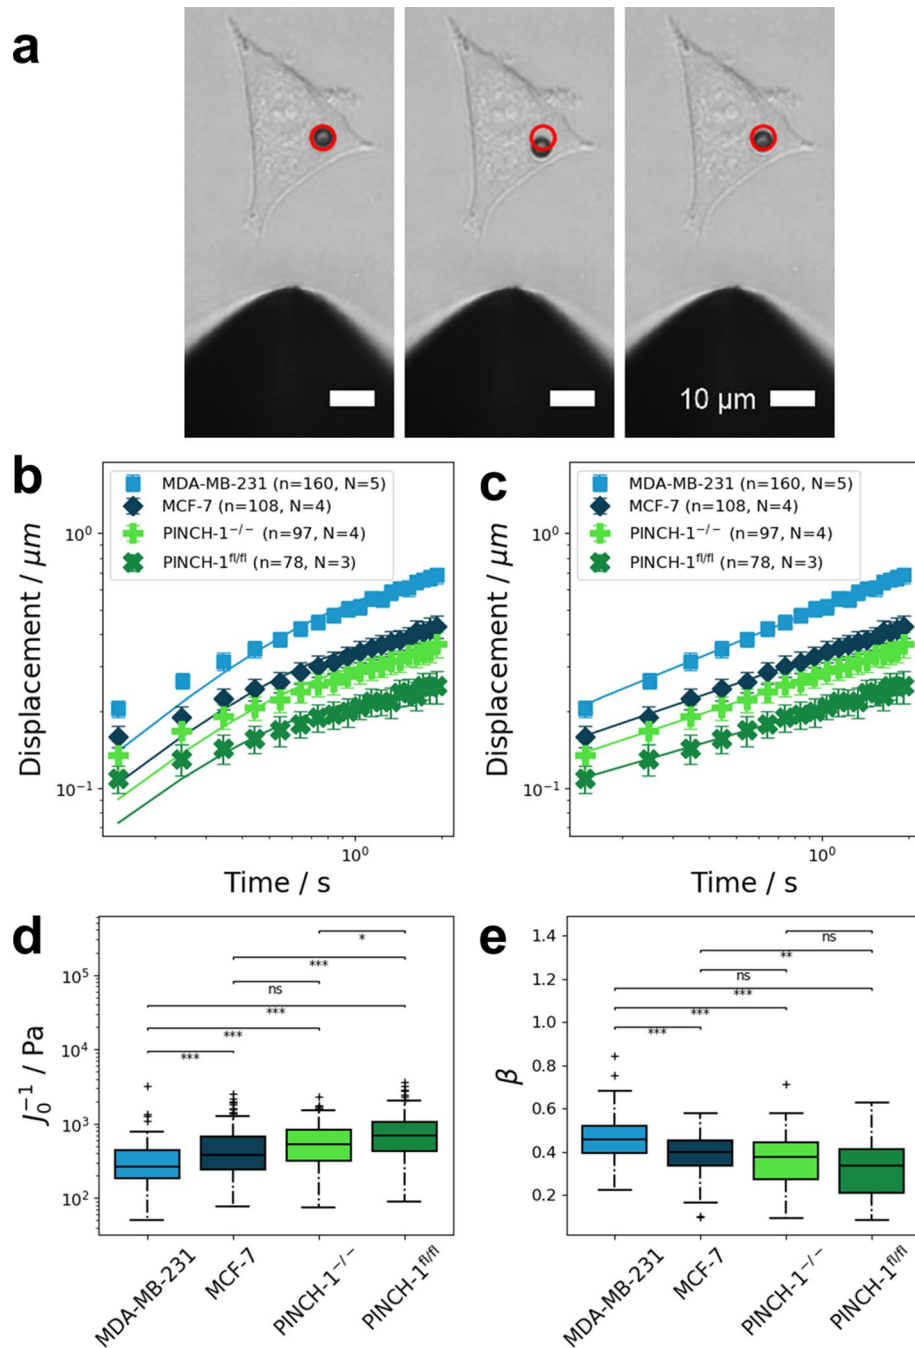 a
10 µm
b
MDA-MB-231 (n=160, N=5)
MCF-7 (n=108, N=4)
PINCH-1⁻/⁻ (n=97, N=4)
PINCH-1ᶠˡ/ᶠˡ (n=78, N=3)
10⁰
10⁻¹
Displacement / µm
10⁰
Time / s
c
MDA-MB-231 (n=160, N=5)
MCF-7 (n=108, N=4)
PINCH-1⁻/⁻ (n=97, N=4)
PINCH-1ᶠˡ/ᶠˡ (n=78, N=3)
10⁰
10⁻¹
Displacement / µm
10⁰
Time / s
d
*
***
ns
***
***
***
10⁵
10⁴
10³
10²
J₀⁻¹ / Pa
MDA-MB-231
MCF-7
PINCH-1⁻/⁻
PINCH-1ᶠˡ/ᶠˡ
e
ns
**
ns
***
***
***
1.4
1.2
1.0
0.8
0.6
0.4
0.2
β
MDA-MB-231
MCF-7
PINCH-1⁻/⁻
PINCH-1ᶠˡ/ᶠˡ